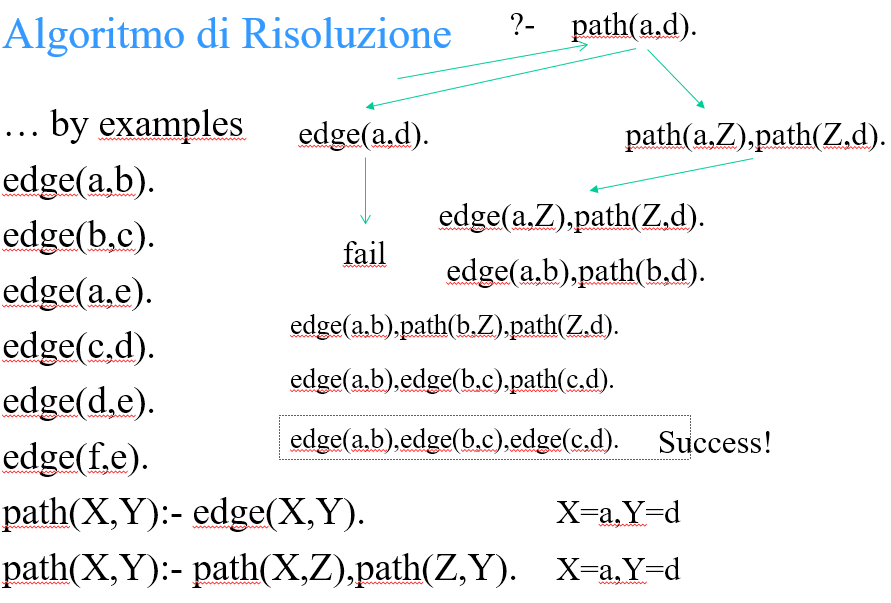 Algoritmo di Risoluzione
?- path(a,d).
… by examples
edge(a,b).
edge(b,c).
edge(a,e).
edge(c,d).
edge(d,e).
edge(f,e).
path(X,Y):- edge(X,Y).
path(X,Y):- path(X,Z),path(Z,Y).
edge(a,d).
path(a,Z),path(Z,d).
fail
edge(a,Z),path(Z,d).
edge(a,b),path(b,d).
edge(a,b),path(b,Z),path(Z,d).
edge(a,b),edge(b,c),path(c,d).
edge(a,b),edge(b,c),edge(c,d).
Success!
X=a,Y=d
X=a,Y=d